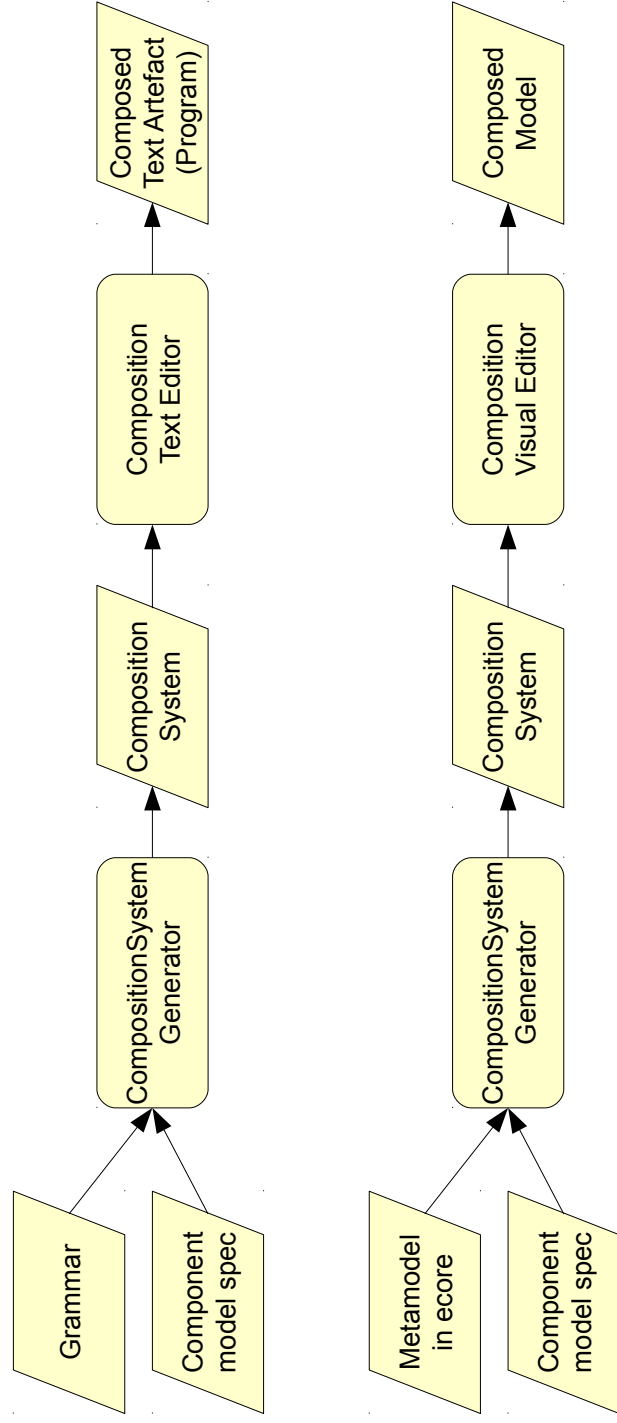 Grammar
Component
model spec
CompositionSystem
Generator
Composition
System
Composition
Text Editor
Composed
Text Artefact
(Program)
Metamodel
in ecore
Component
model spec
CompositionSystem
Generator
Composition
System
Composition
Visual Editor
Composed
Model